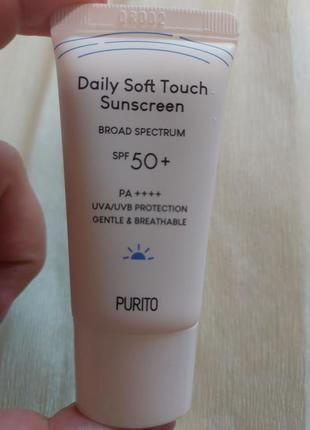 Daily Soft Touch
Sunscreen
BROAD SPECTRUM
SPF 50+
PA ++++
UVA/UVB PROTECTION
GENTLE & BREATHABLE
PURITO